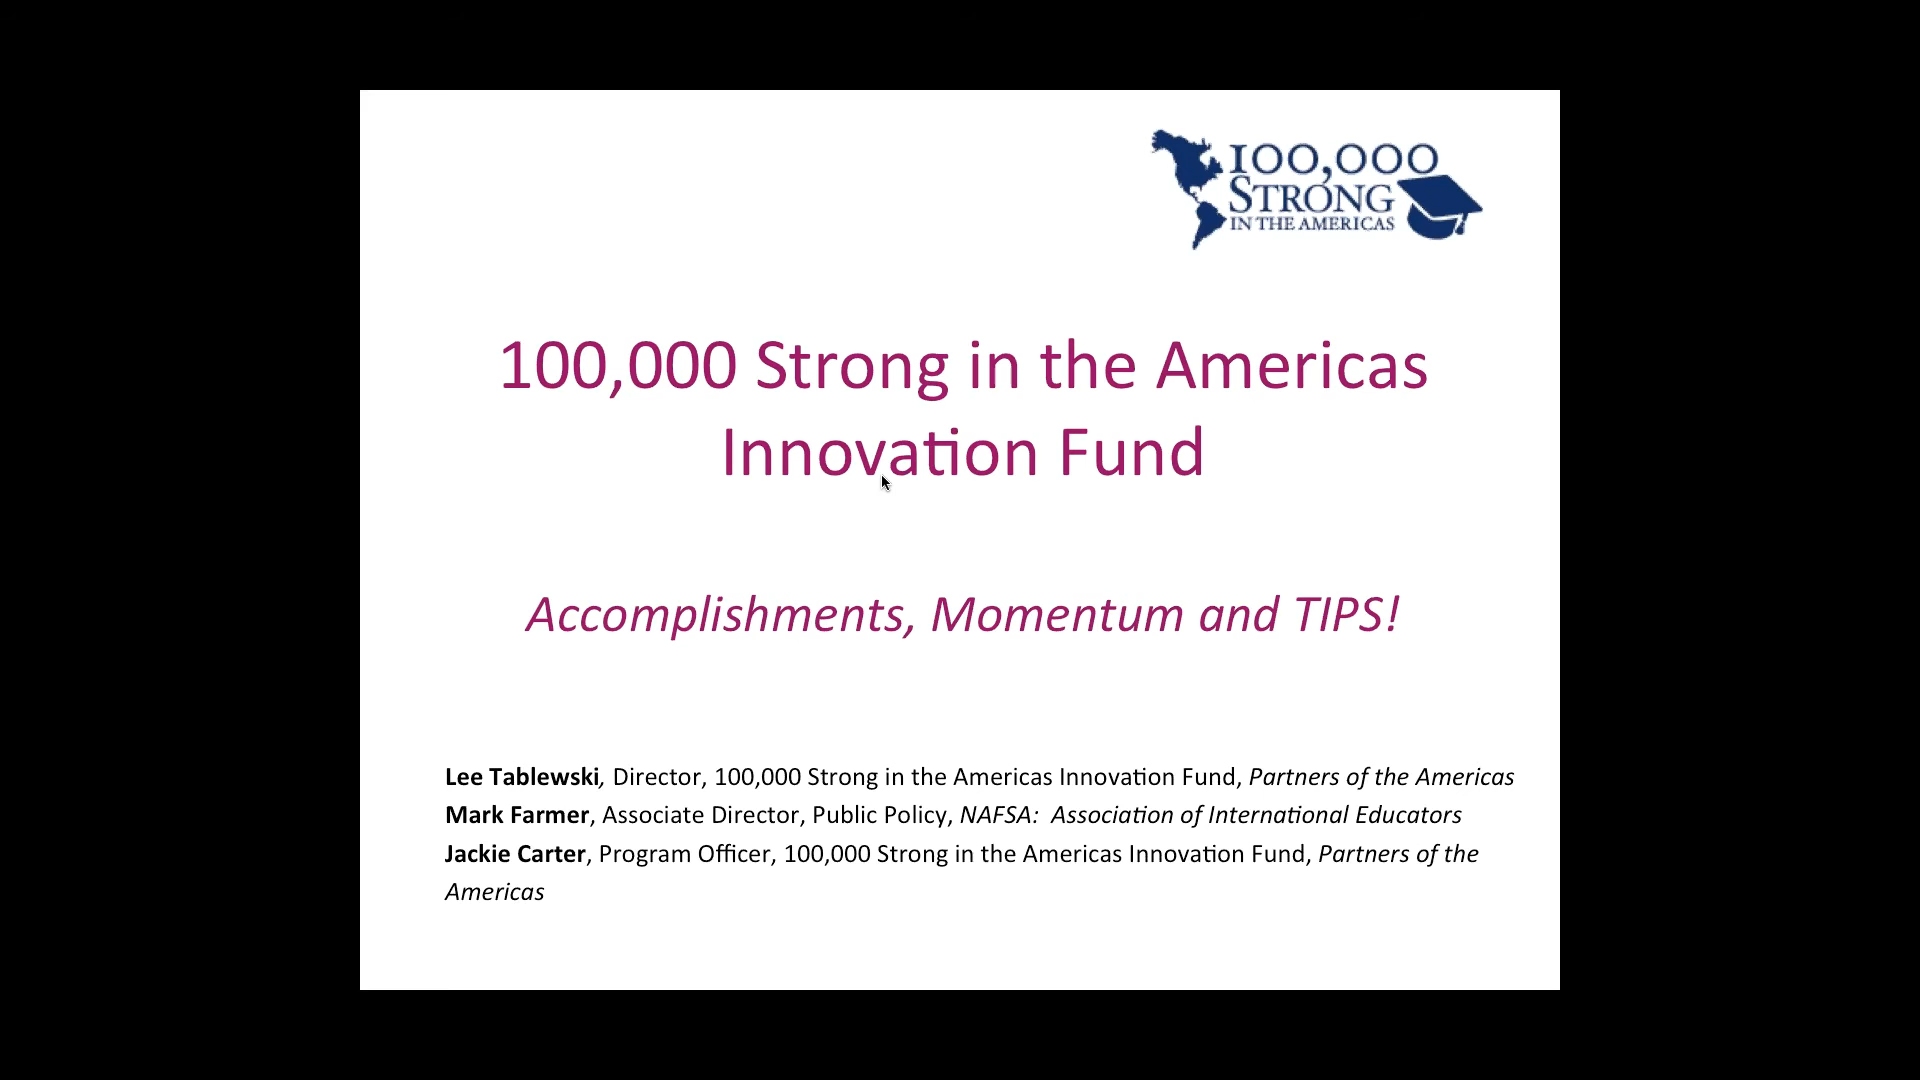 100,000
STRONG
IN THE AMERICAS
100,000 Strong in the Americas
Innovation Fund
Accomplishments, Momentum and TIPS!
Lee Tablewski, Director, 100,000 Strong in the Americas Innovation Fund, Partners of the Americas
Mark Farmer, Associate Director, Public Policy, NAFSA:  Association of International Educators
Jackie Carter, Program Officer, 100,000 Strong in the Americas Innovation Fund, Partners of the
Americas